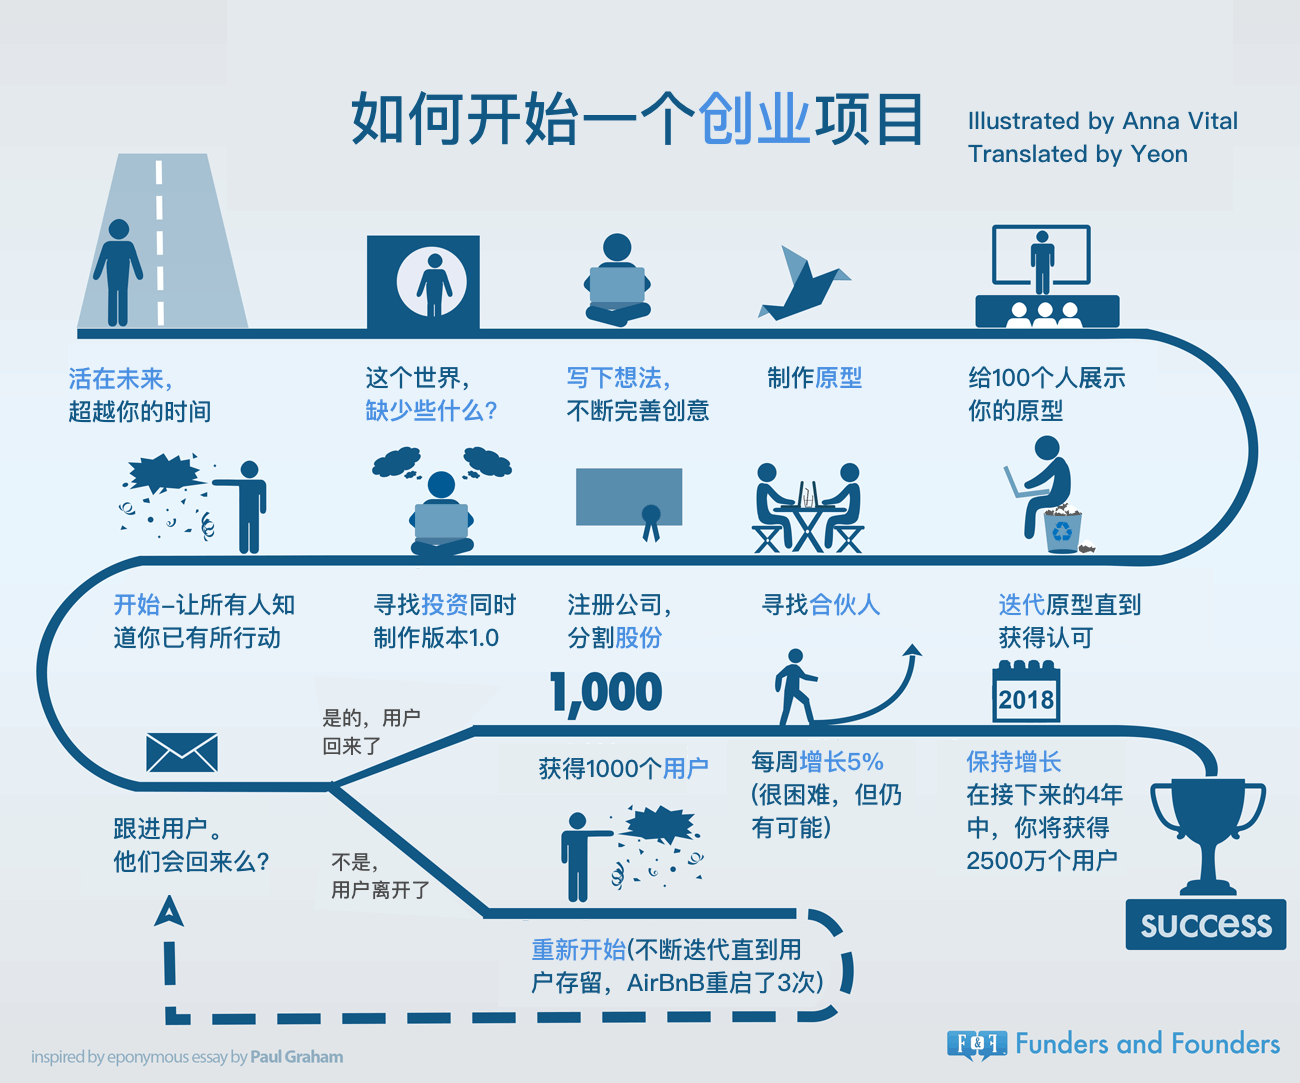 如何开始一个创业项目
Illustrated by Anna Vital
Translated by Yeon
活在未来，
超越你的时间
这个世界，
缺少些什么？
写下想法，
不断完善创意
制作原型
给100个人展示
你的原型
迭代原型直到
获得认可
寻找合伙人
注册公司，
分割股份
寻找投资同时
制作版本1.0
开始–让所有人知
道你已有所行动
跟进用户。
他们会回来么？
是的，用户
回来了
1,000
获得1000个用户
每周增长5%
(很困难，但仍
有可能)
2018
保持增长
在接下来的4年
中，你将获得
2500万个用户
success
不是，
用户离开了
重新开始(不断迭代直到用
户存留，AirBnB重启了3次)
inspired by eponymous essay by Paul Graham
F&F Funders and Founders